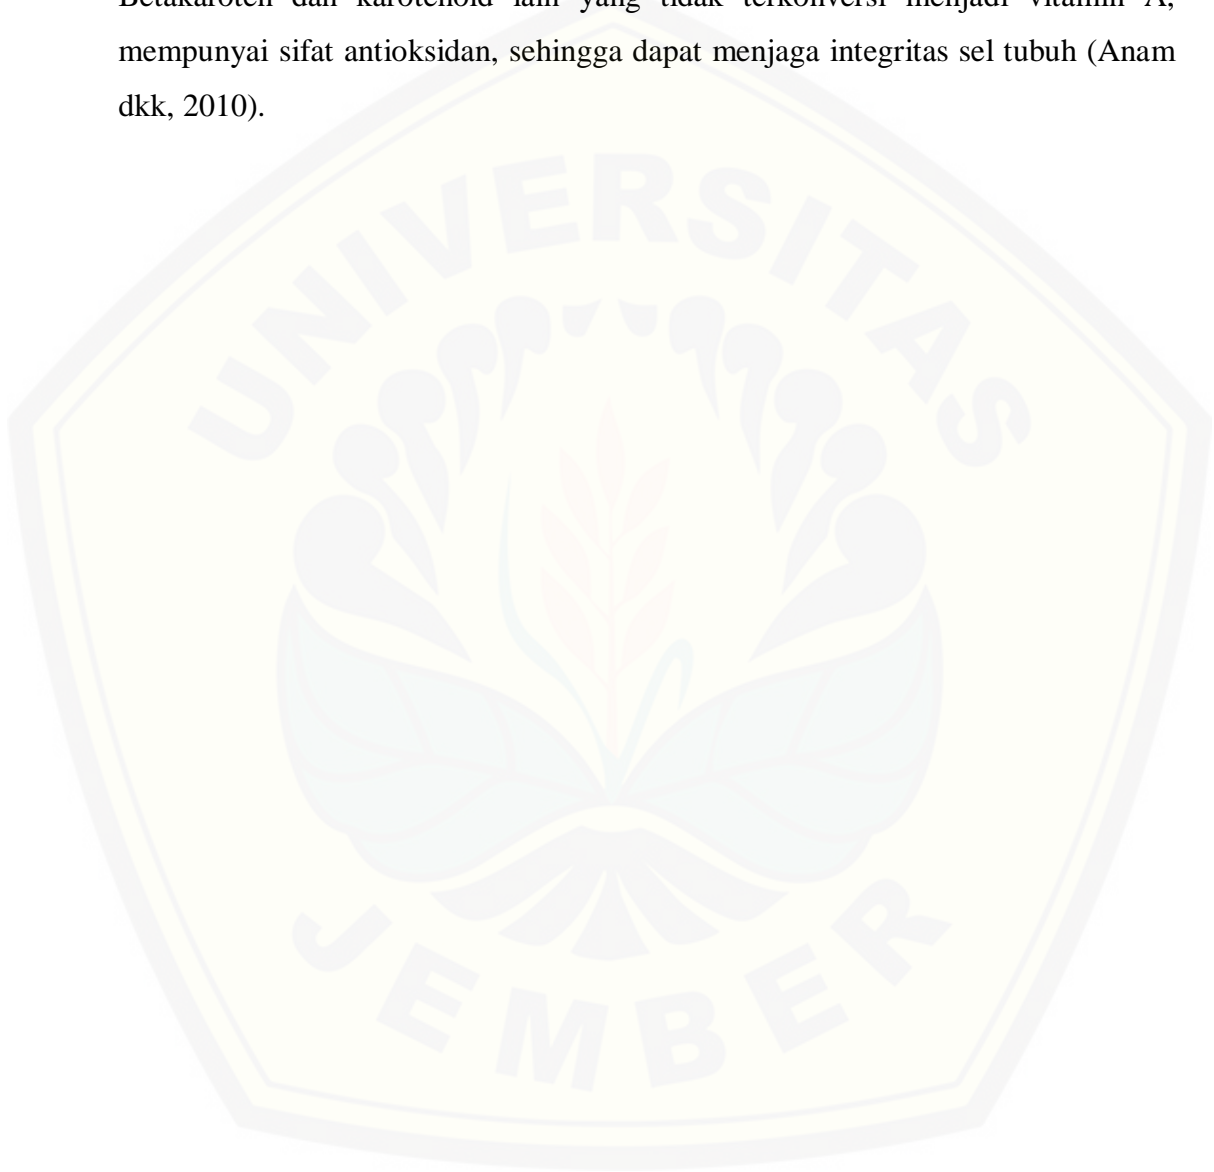 Betakaroten dan karotenoid lain yang tidak terkonversi menjadi vitamin A,
mempunyai sifat antioksidan, sehingga dapat menjaga integritas sel tubuh (Anam
dkk, 2010).
UNIVERSITAS
JEMBER